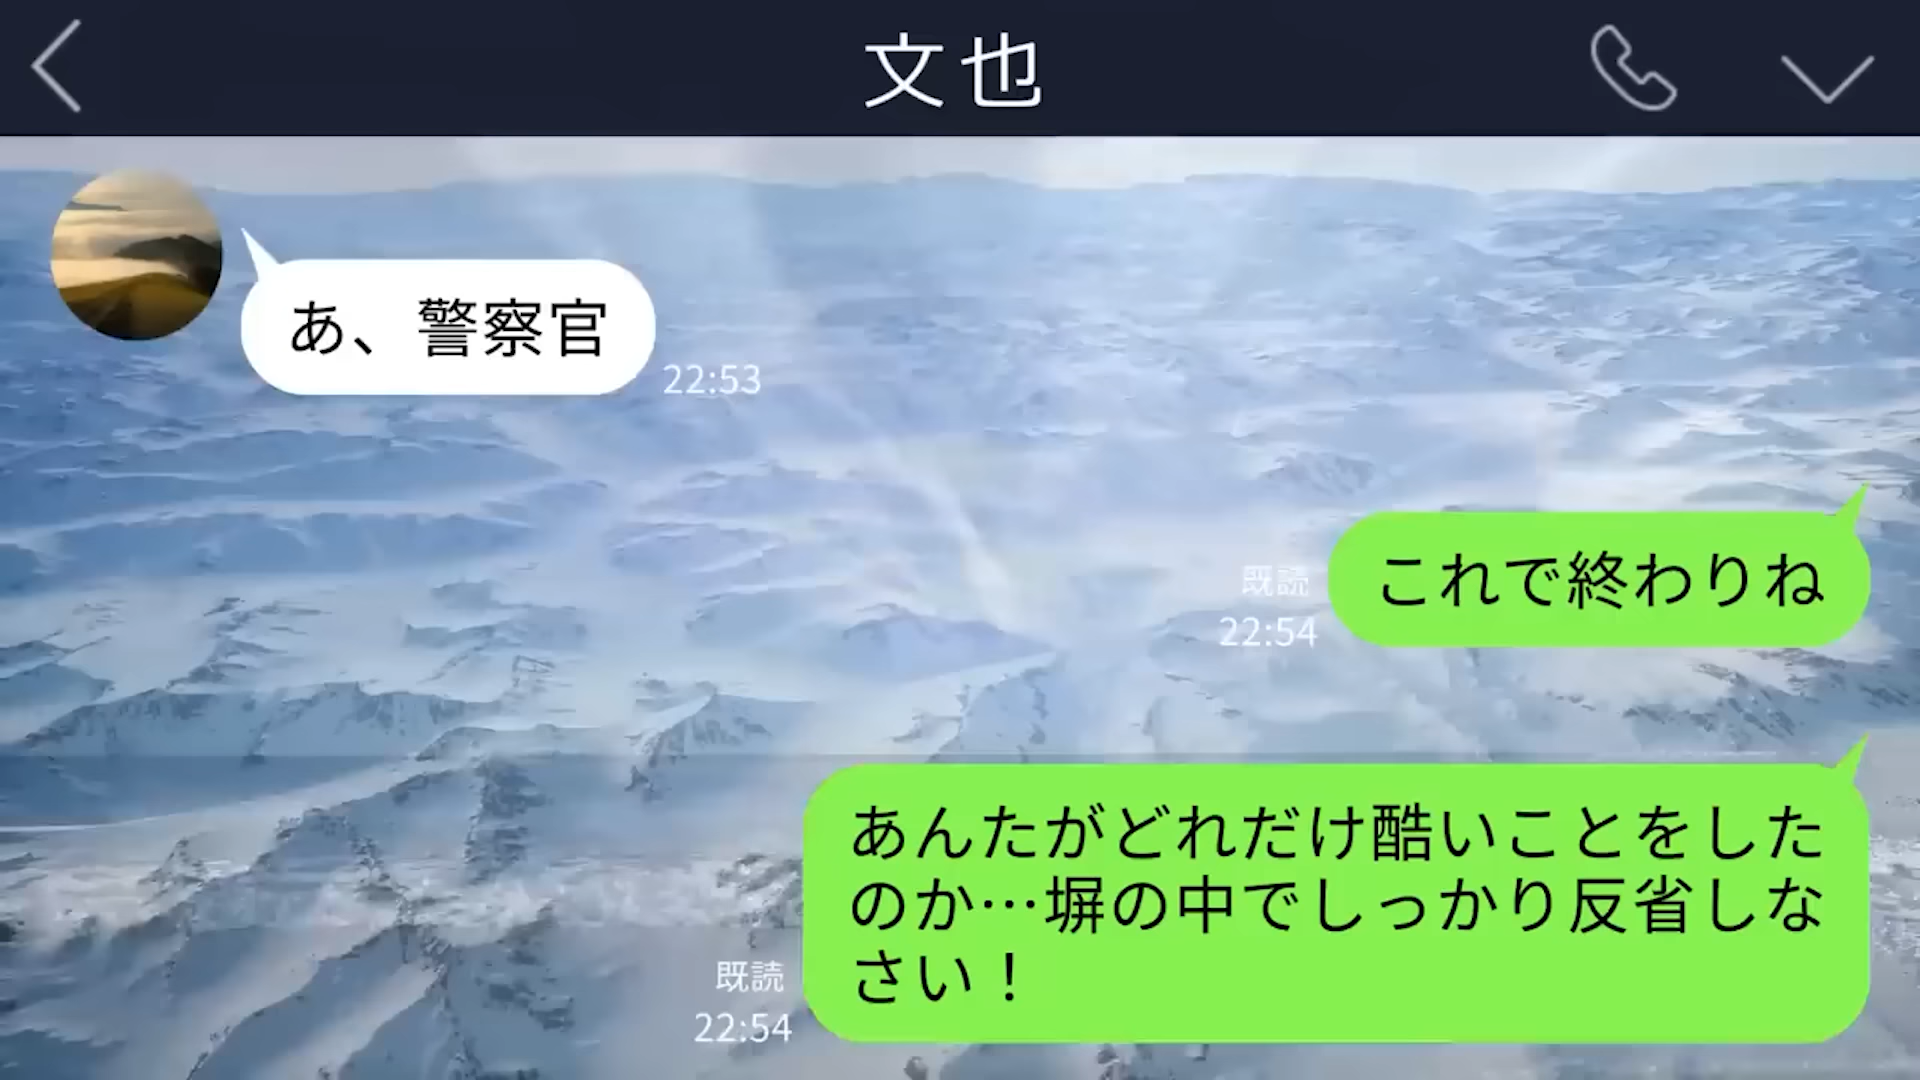 文也
あ、警察官
22:53
これで終わりね
既読
22:54
あんたがどれだけ酷いことをした
のか…塀の中でしっかり反省しな
さい！
既読
22:54